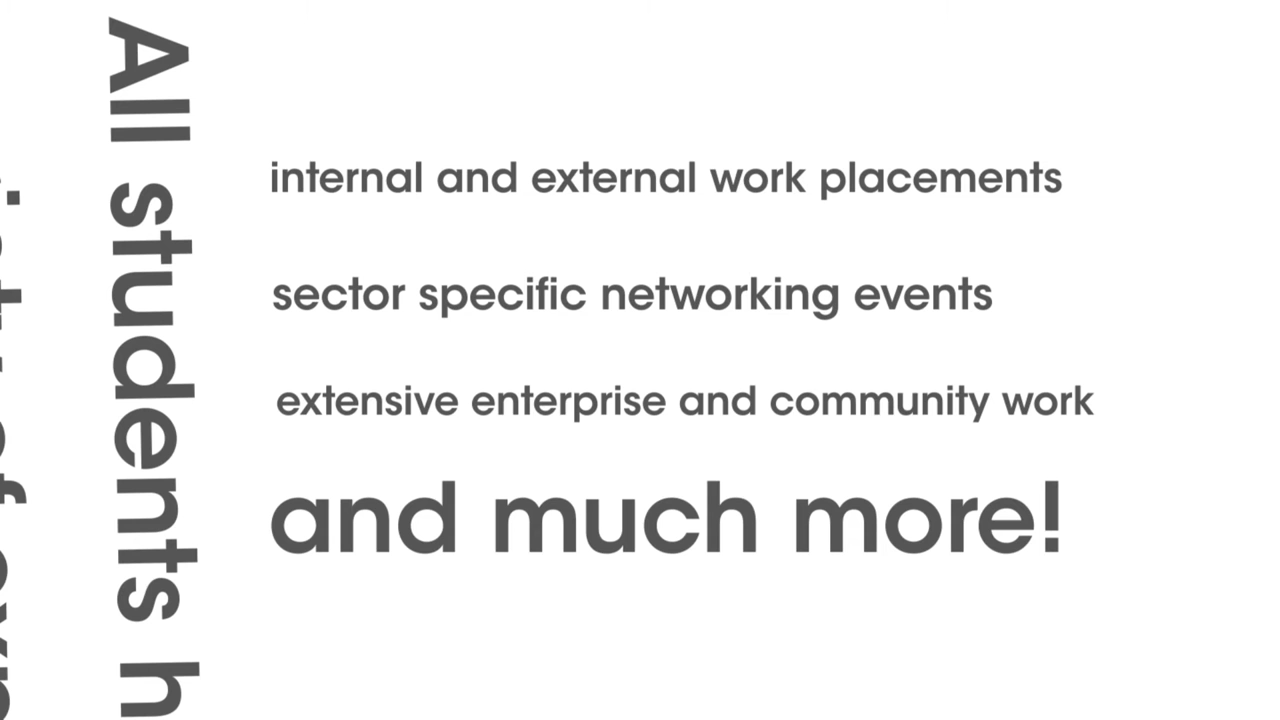 All students h
internal and external work placements
sector specific networking events
extensive enterprise and community work
and much more!